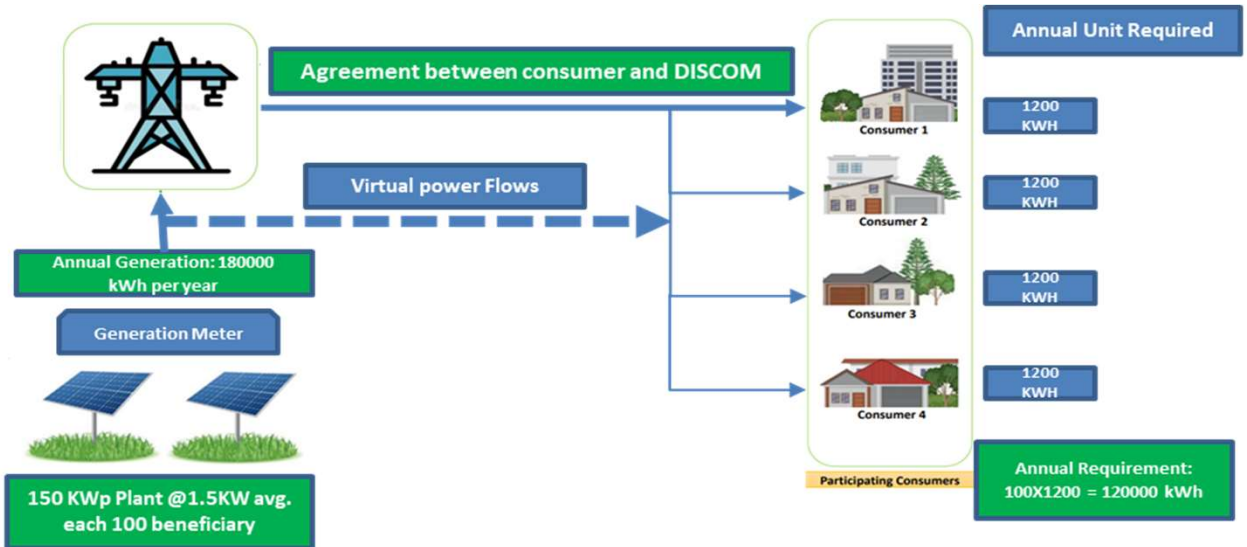 Annual Unit Required
Agreement between consumer and DISCOM
1200
KWH
Consumer 1
Virtual power Flows
1200
KWH
Consumer 2
Annual Generation: 180000
kWh per year
1200
KWH
Consumer 3
Generation Meter
1200
KWH
Consumer 4
Participating Consumers
Annual Requirement:
100X1200 = 120000 kWh
150 KWp Plant @1.5KW avg.
each 100 beneficiary